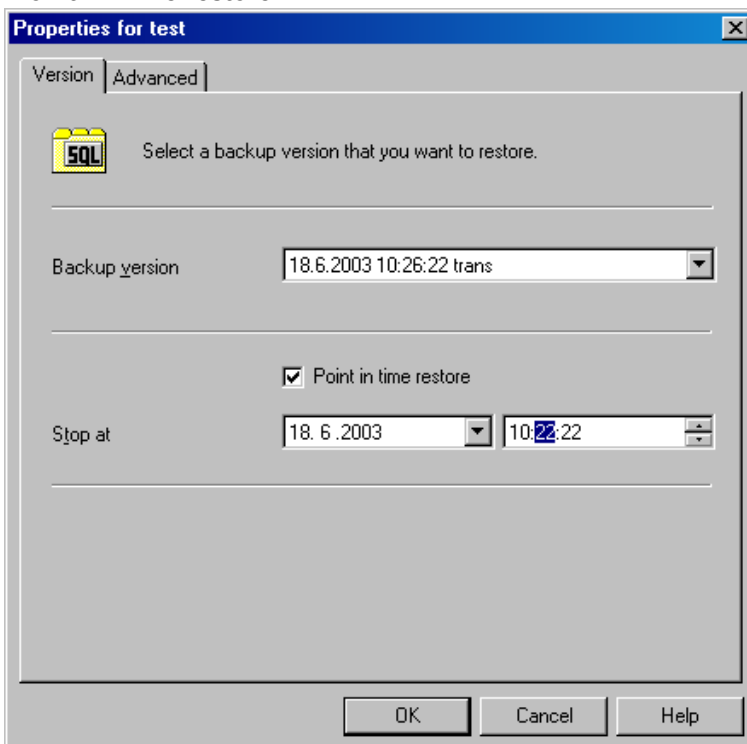 Properties for test
Version Advanced
SQL Select a backup version that you want to restore.
Backup version 18.6.2003 10:26:22 trans
Point in time restore
Stop at 18. 6 .2003 10:22:22
OK Cancel Help